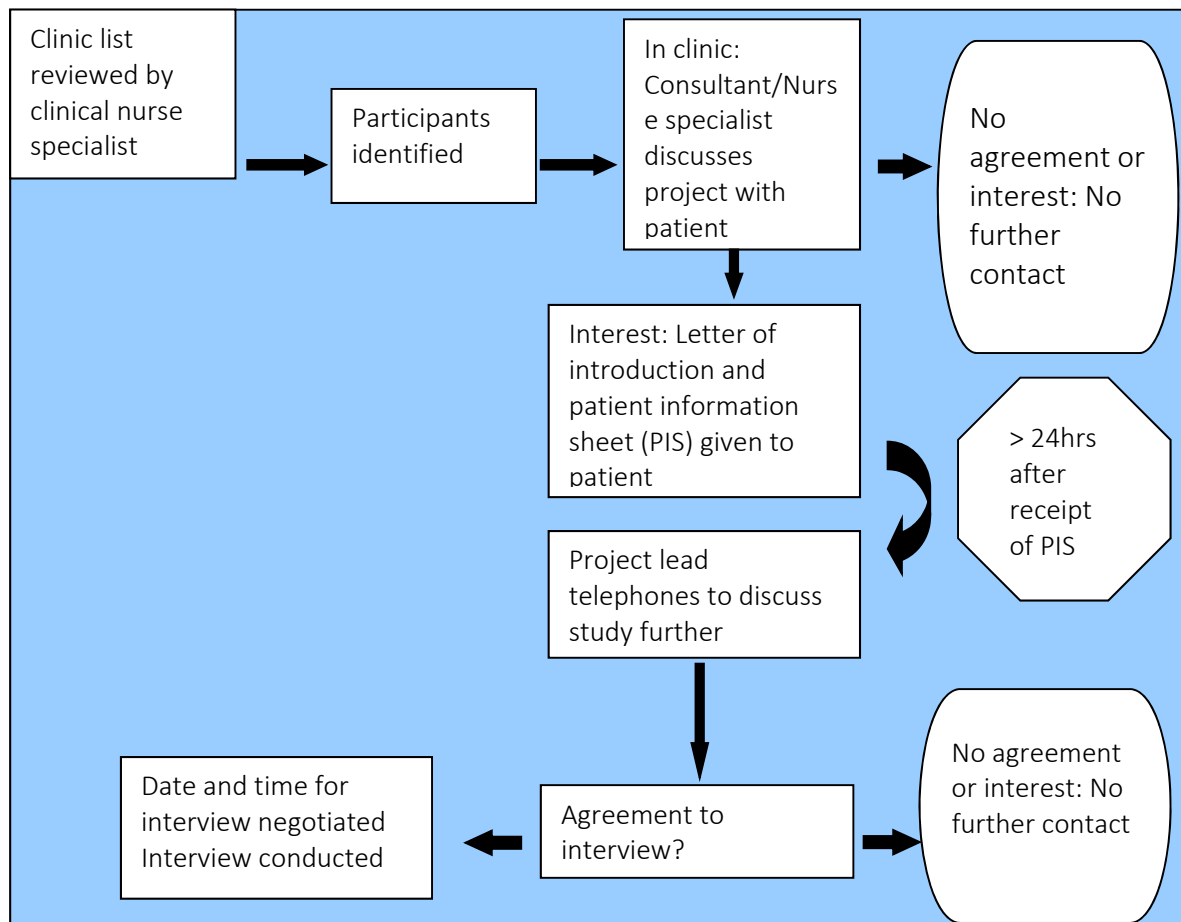 Clinic list
reviewed by
clinical nurse
specialist
Participants
identified
In clinic:
Consultant/Nurs
e specialist
discusses
project with
patient
No
agreement or
interest: No
further
contact
Interest: Letter of
introduction and
patient information
sheet (PIS) given to
patient
> 24hrs
after
receipt
of PIS
Project lead
telephones to discuss
study further
Date and time for
interview negotiated
Interview conducted
Agreement to
interview?
No agreement
or interest: No
further contact